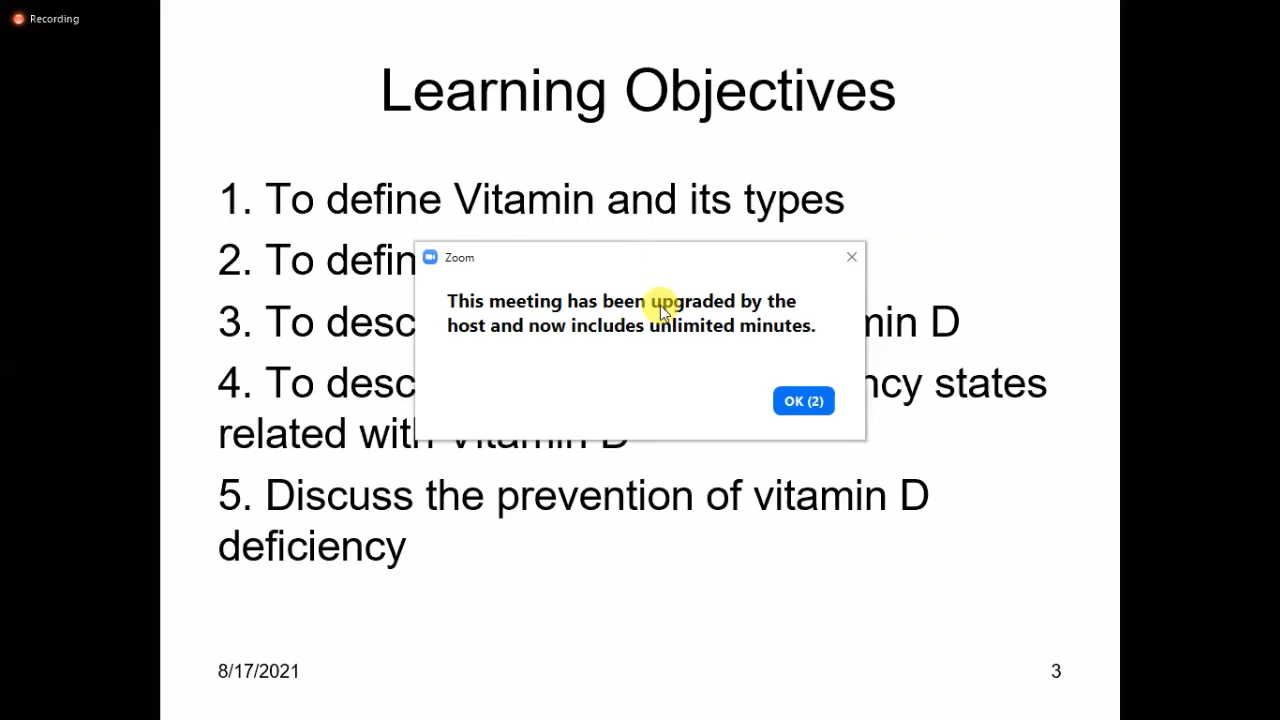 Recording
Learning Objectives
1. To define Vitamin and its types
2. To defin
Zoom
This meeting has been upgraded by the
host and now includes unlimited minutes.
OK (2)
3. To desc min D
4. To desc ncy states
related with Vitamin D
5. Discuss the prevention of vitamin D
deficiency
8/17/2021
3